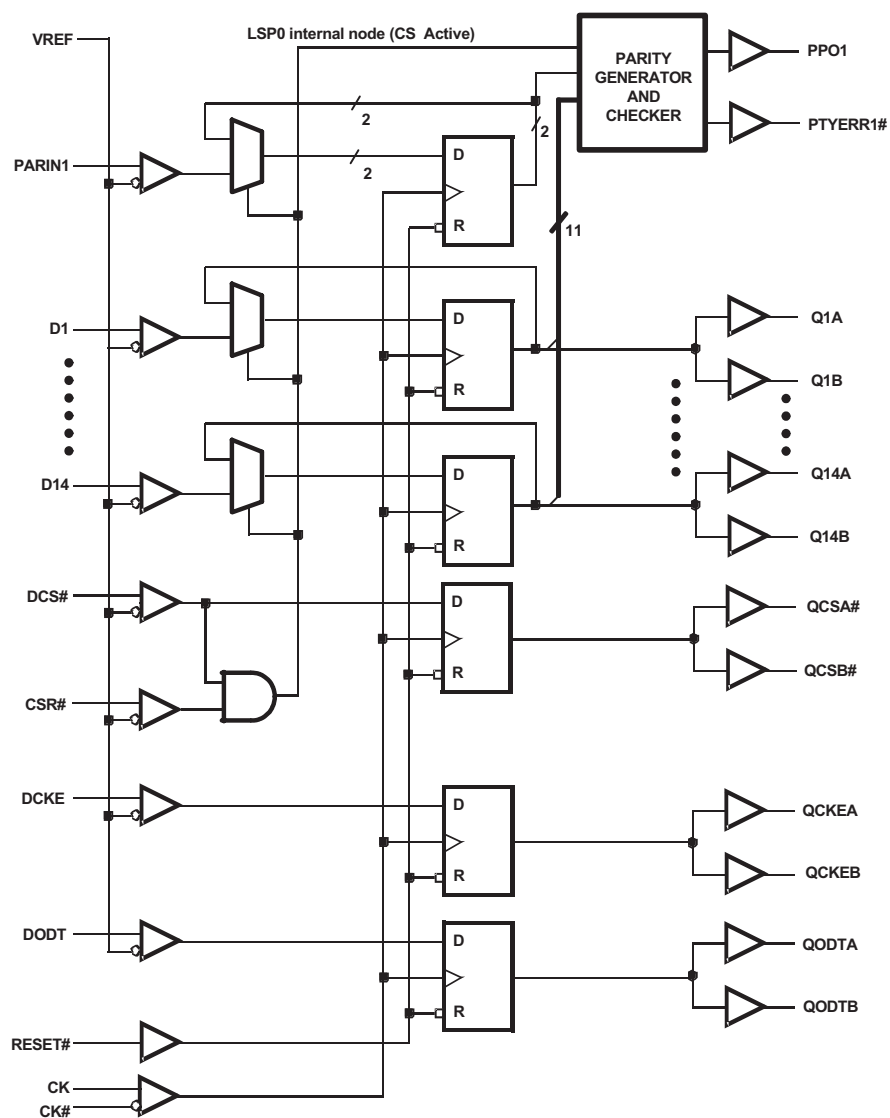 VREF
LSP0 internal node (CS Active)
PARITY
GENERATOR
AND
CHECKER
PPO1
PTYERR1#
2
2
2
PARIN1
D
R
11
D1
D
R
Q1A
Q1B
D14
D
R
Q14A
Q14B
DCS#
D
R
QCSA#
QCSB#
CSR#
DCKE
D
R
QCKEA
QCKEB
DODT
D
R
QODTA
QODTB
RESET#
CK
CK#